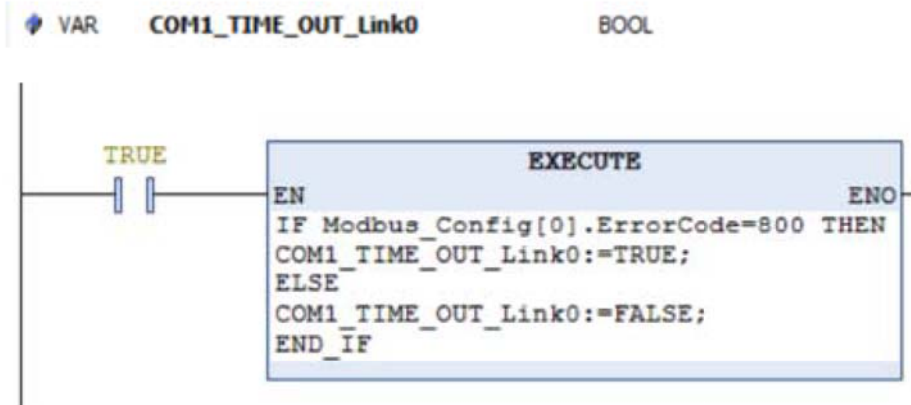 VAR COM1_TIME_OUT_Link0 BOOL
TRUE
EXECUTE
EN ENO
IF Modbus_Config[0].ErrorCode=800 THEN
COM1_TIME_OUT_Link0:=TRUE;
ELSE
COM1_TIME_OUT_Link0:=FALSE;
END_IF